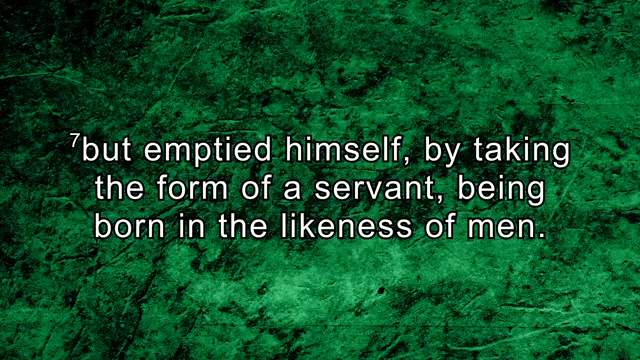 ⁷but emptied himself, by taking
the form of a servant, being
born in the likeness of men.